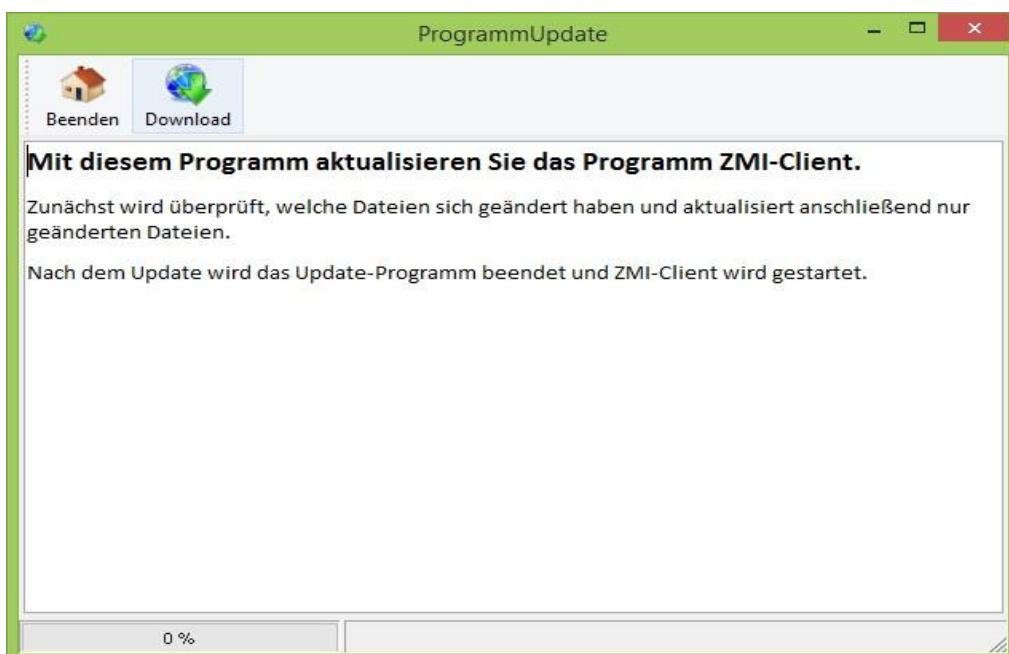 ProgrammUpdate
Beenden Download
Mit diesem Programm aktualisieren Sie das Programm ZMI-Client.
Zunächst wird überprüft, welche Dateien sich geändert haben und aktualisiert anschließend nur
geänderten Dateien.
Nach dem Update wird das Update-Programm beendet und ZMI-Client wird gestartet.
0 %